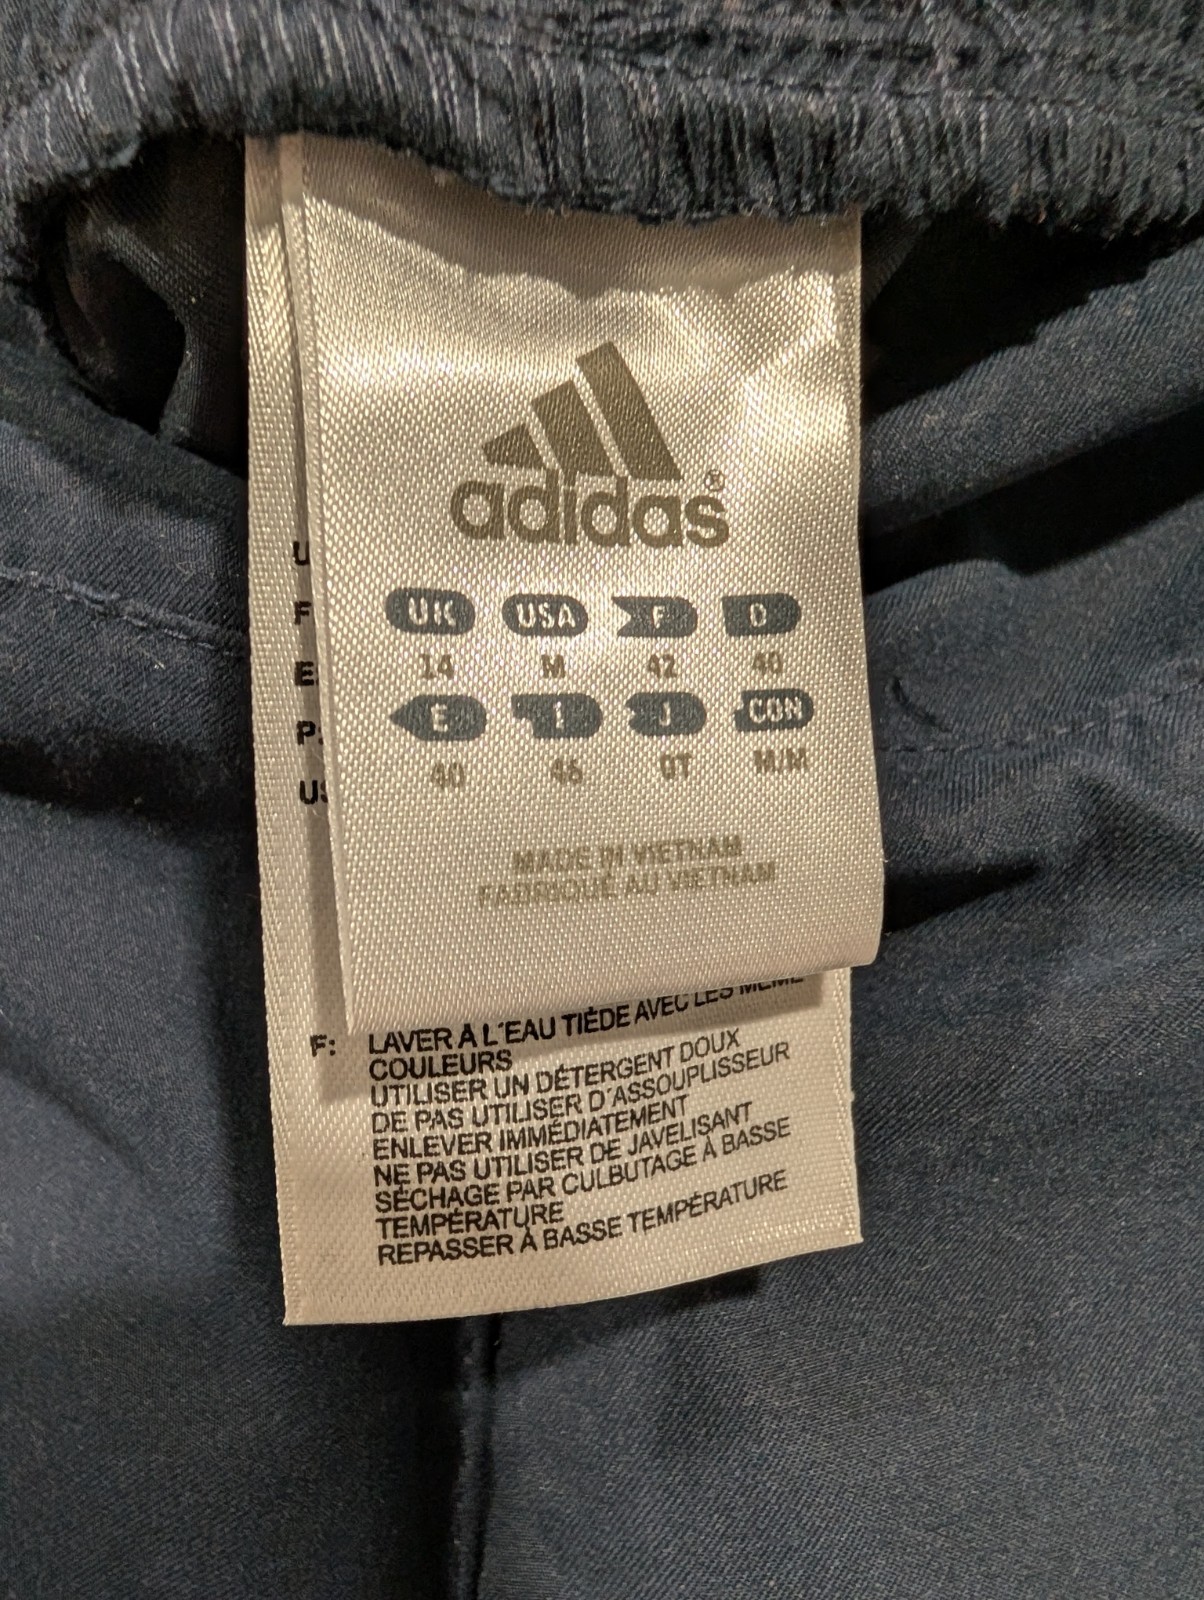 adidas®
UK USA F D
14 M 42 40
E I J CON
40 46 OT M/M
MADE IN VIETNAM
FABRIQUÉ AU VIETNAM
AVEC LES MÊME
F: LAVER A L'EAU TIÈDE
COULEURS
UTILISER UN DÉTERGENT DOUX
DE PAS UTILISER D'ASSOUPLISSEUR
ENLEVER IMMÉDIATEMENT
NE PAS UTILISER DE JAVELISANT
SÉCHAGE PAR CULBUTAGE À BASSE
TEMPÉRATURE
REPASSER À BASSE TEMPÉRATURE